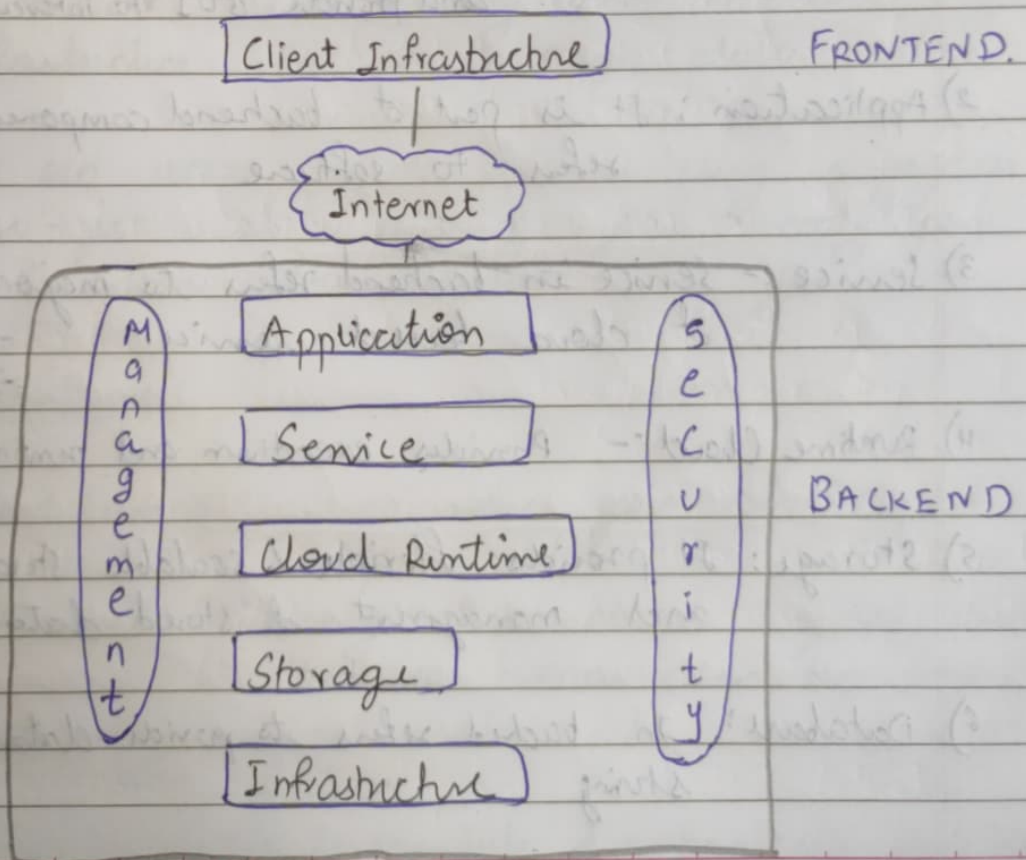 Client Infrastructure
FRONTEND.
Internet
Management
Application
Security
Service
Cloud Runtime
BACKEND
Storage
Infrastructure